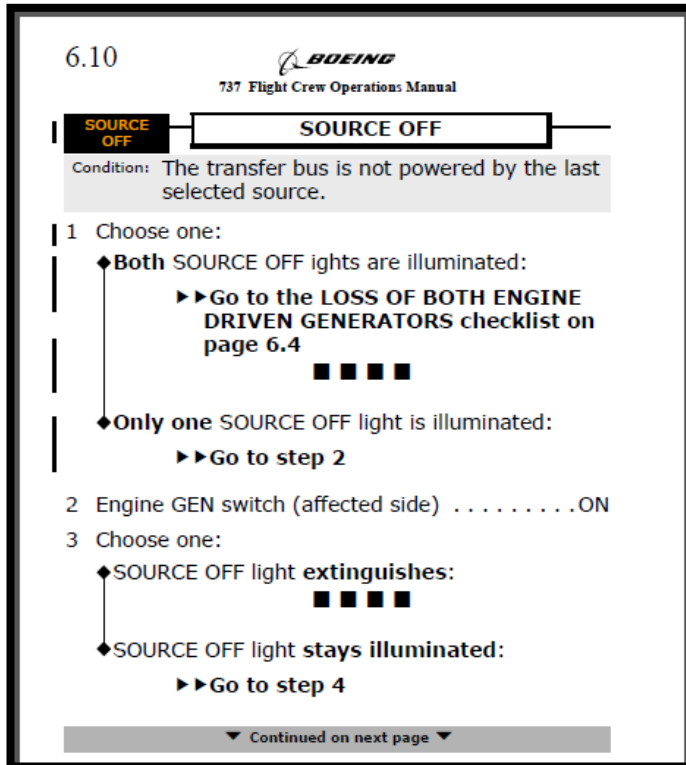 6.10
BOEING
737 Flight Crew Operations Manual
SOURCE
OFF
SOURCE OFF
Condition: The transfer bus is not powered by the last
selected source.
1 Choose one:
◆Both SOURCE OFF ights are illuminated:
▶▶Go to the LOSS OF BOTH ENGINE
DRIVEN GENERATORS checklist on
page 6.4
■ ■ ■ ■
◆Only one SOURCE OFF light is illuminated:
▶▶Go to step 2
2 Engine GEN switch (affected side) . . . . . . . . . ON
3 Choose one:
◆SOURCE OFF light extinguishes:
■ ■ ■ ■
◆SOURCE OFF light stays illuminated:
▶▶Go to step 4
▼ Continued on next page ▼